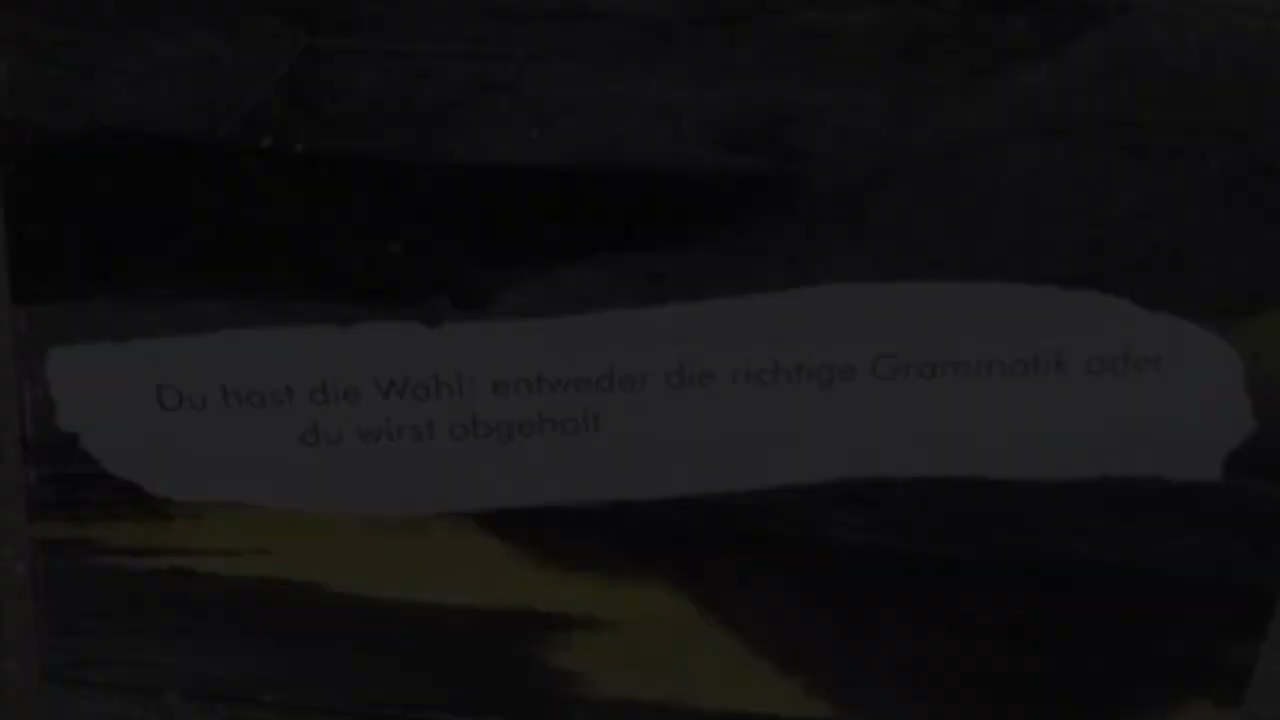 Du hast die Wahl: entweder die richtige Grammatik oder
du wirst abgeholt